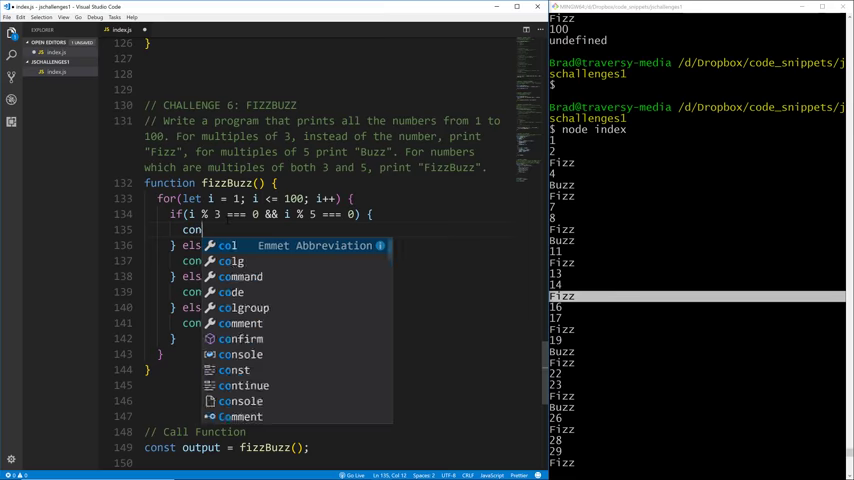 index.js - jschallenges1 - Visual Studio Code
File Edit Selection View Go Debug Tasks Help
EXPLORER
OPEN EDITORS 1 UNSAVED
index.js
JSCHALLENGES1
index.js
index.js
126 }
127
128
129
130 // CHALLENGE 6: FIZZBUZZ
131 // Write a program that prints all the numbers from 1 to
100. For multiples of 3, instead of the number, print
"Fizz", for multiples of 5 print "Buzz". For numbers
which are multiples of both 3 and 5, print "FizzBuzz".
132 function fizzBuzz() {
133 for(let i = 1; i <= 100; i++) {
134 if(i % 3 === 0 && i % 5 === 0) {
135 con
136 } els
137 con
138 } els
139 con
140 } els
141 con
142 }
143 }
144 }
145
146
147
148 // Call Function
149 const output = fizzBuzz();
150
col Emmet Abbreviation
colg
command
code
colgroup
comment
confirm
console
const
continue
console
Comment
0 0
Go Live Ln 135, Col 12 Spaces: 2 UTF-8 CRLF JavaScript Prettier
MINGW64:/d/Dropbox/code_snippets/jschallenges1
Fizz
100
undefined
Brad@traversy-media /d/Dropbox/code_snippets/j
schallenges1
$
Brad@traversy-media /d/Dropbox/code_snippets/j
schallenges1
$ node index
1
2
Fizz
4
Buzz
Fizz
7
8
Fizz
Buzz
11
Fizz
13
14
Fizz
16
17
Fizz
19
Buzz
Fizz
22
23
Fizz
Buzz
26
Fizz
28
29
Fizz